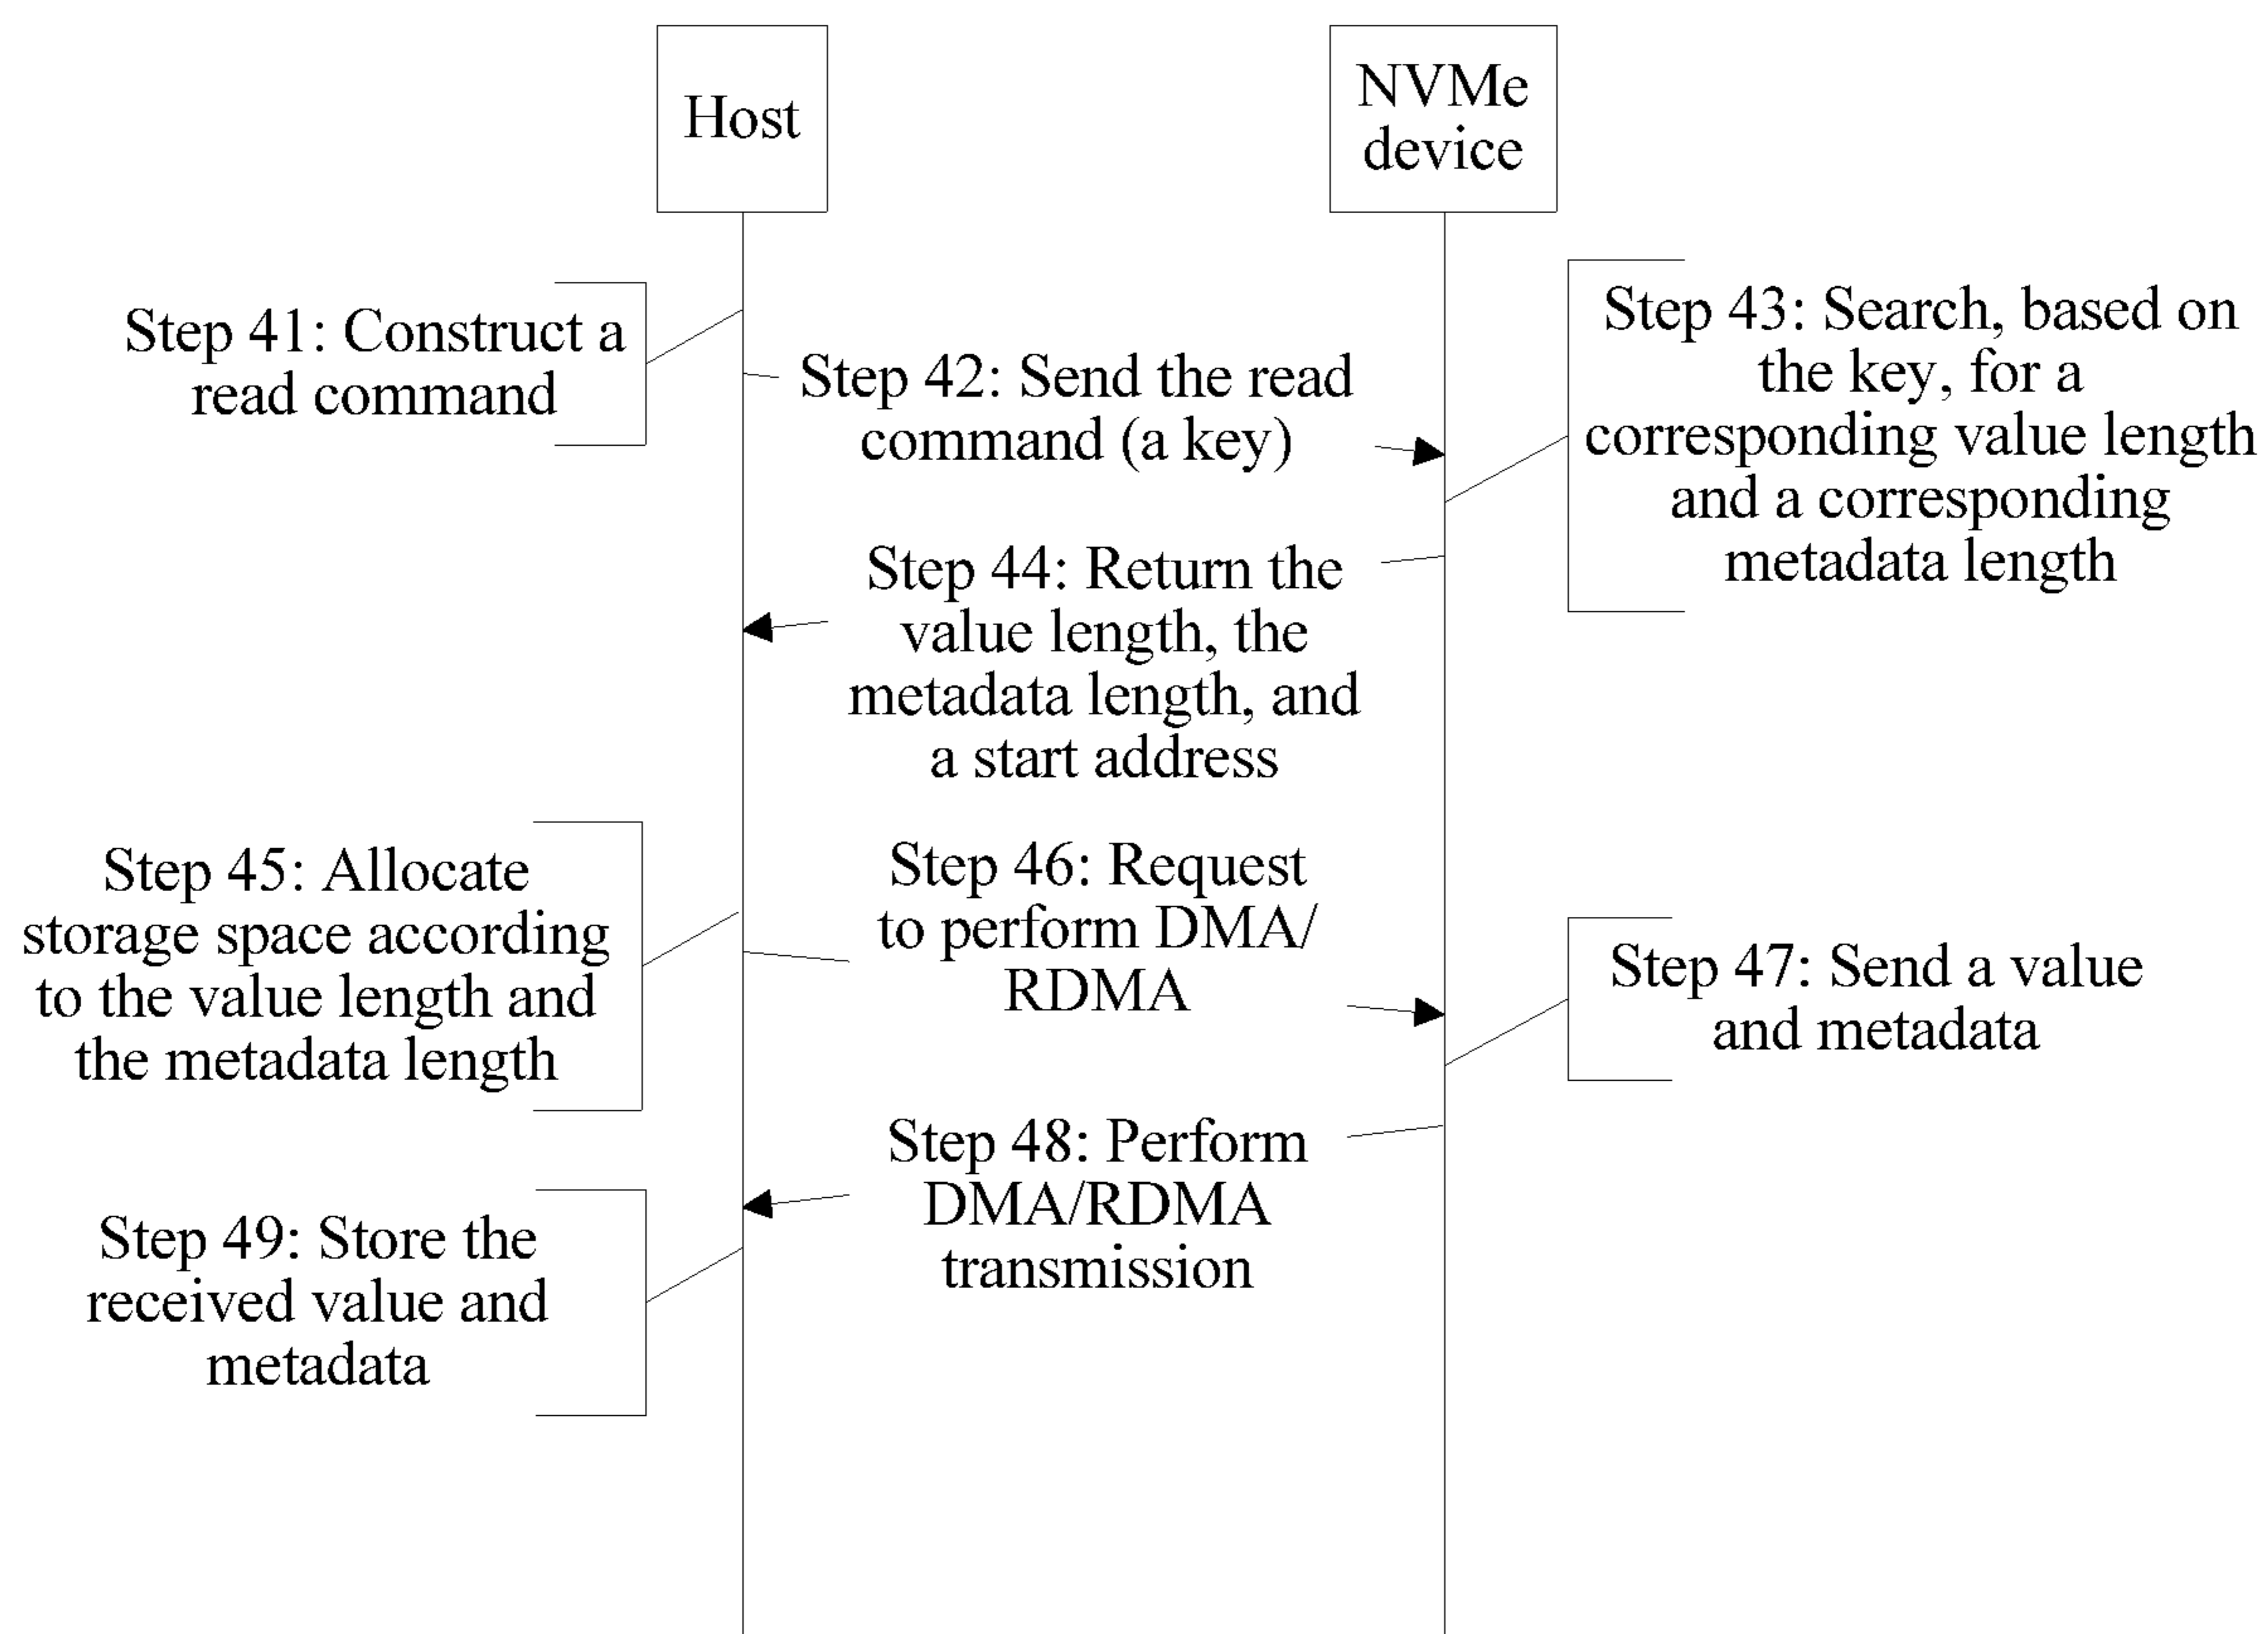 Host
NVMe
device
Step 41: Construct a
read command
Step 42: Send the read
command (a key)
Step 43: Search, based on
the key, for a
corresponding value length
and a corresponding
metadata length
Step 44: Return the
value length, the
metadata length, and
a start address
Step 45: Allocate
storage space according
to the value length and
the metadata length
Step 46: Request
to perform DMA/
RDMA
Step 47: Send a value
and metadata
Step 48: Perform
DMA/RDMA
transmission
Step 49: Store the
received value and
metadata